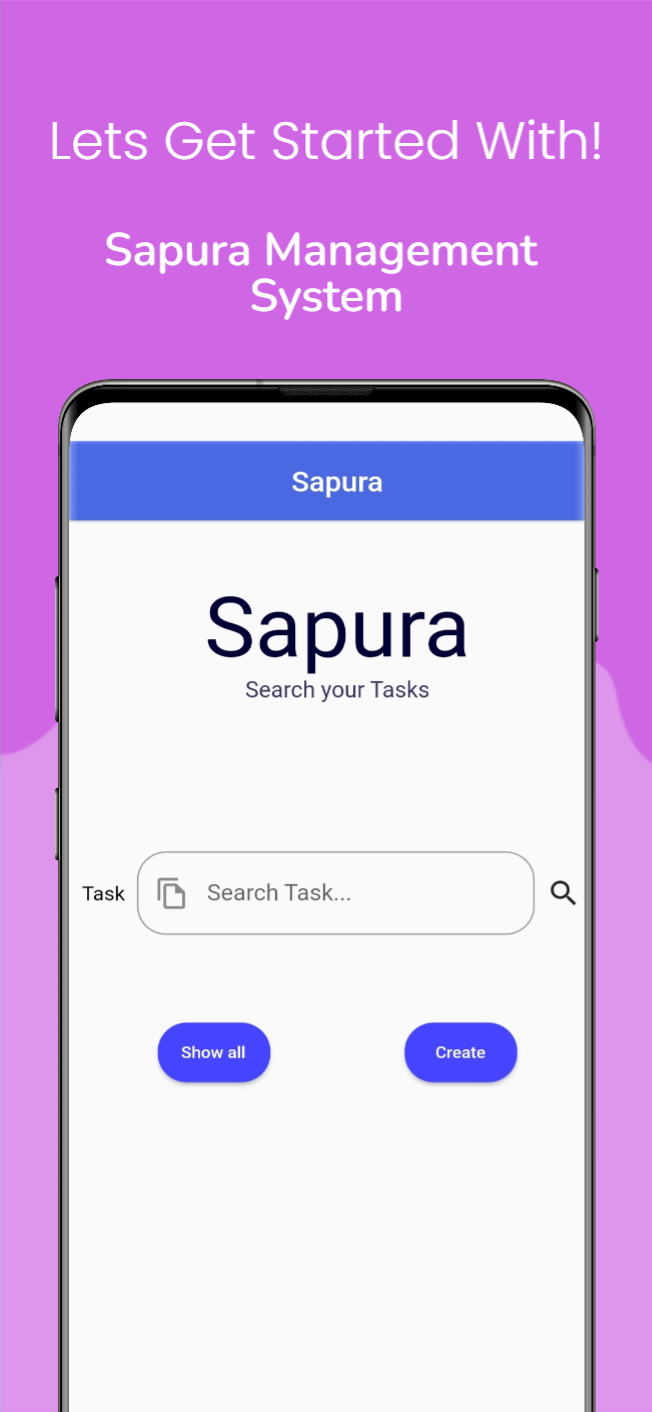 Lets Get Started With!
Sapura Management
System
Sapura
Sapura
Search your Tasks
Task Search Task...
Show all Create